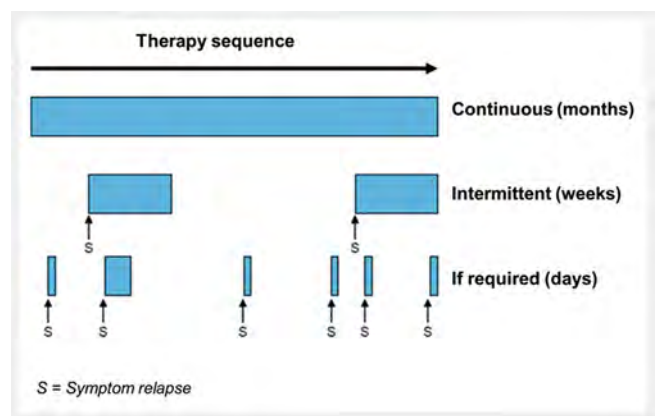 Therapy sequence
Continuous (months)
Intermittent (weeks)
S
S
If required (days)
S
S
S
S
S
S
S = Symptom relapse